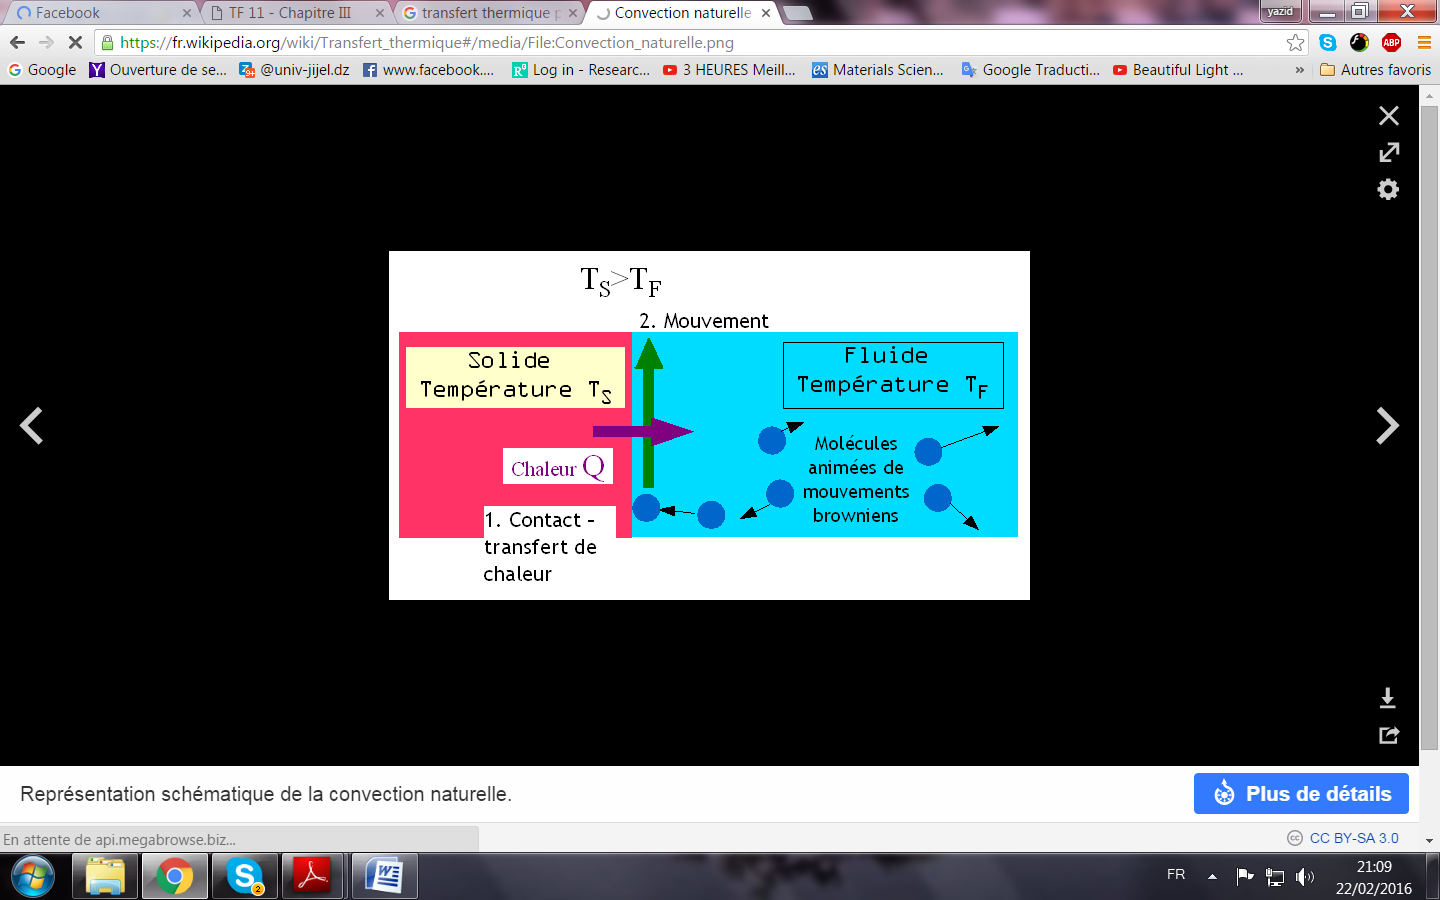 Facebook
TF 11 - Chapitre III
transfert thermique p
Convection naturelle
yazid
https://fr.wikipedia.org/wiki/Transfert_thermique#/media/File:Convection_naturelle.png
ABP
Google
Ouverture de se...
@univ-jijel.dz
www.facebook....
Log in - Researc...
3 HEURES Meill...
Materials Scien...
Google Traducti...
Beautiful Light ...
»
Autres favoris
TS>TF
2. Mouvement
Solide
Température TS
Fluide
Température TF
Chaleur Q
Molécules
animées de
mouvements
browniens
1. Contact -
transfert de
chaleur
Représentation schématique de la convection naturelle.
Plus de détails
En attente de api.megabrowse.biz...
CC BY-SA 3.0
2
FR
21:09
22/02/2016